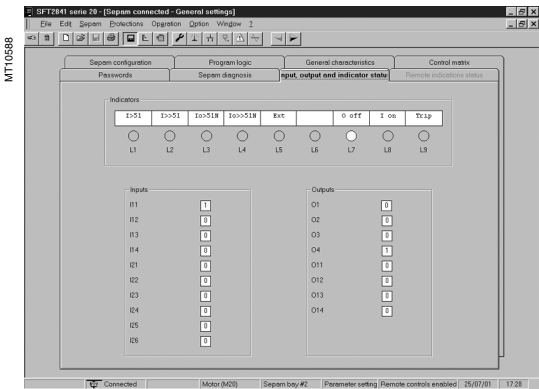 MT10588
SFT2841 serie 20 - [Sepam connected - General settings]
File Edit Sepam Protections Operation Option Window ?
Sepam configuration Program logic General characteristics Control matrix
Passwords Sepam diagnosis nput, output and indicator statu Remote indications status
Indicators
I>51 I>>51 Io>51N Io>>51N Ext 0 off I on Trip
L1 L2 L3 L4 L5 L6 L7 L8 L9
Inputs Outputs
I11 1 O1 0
I12 0 O2 0
I13 0 O3 0
I14 0 O4 1
I21 0 O11 0
I22 0 O12 0
I23 0 O13 0
I24 0 O14 0
I25 0
I26 0
Connected Motor (M20) Sepam bay #2 Parameter setting Remote controls enabled 25/07/01 17:28